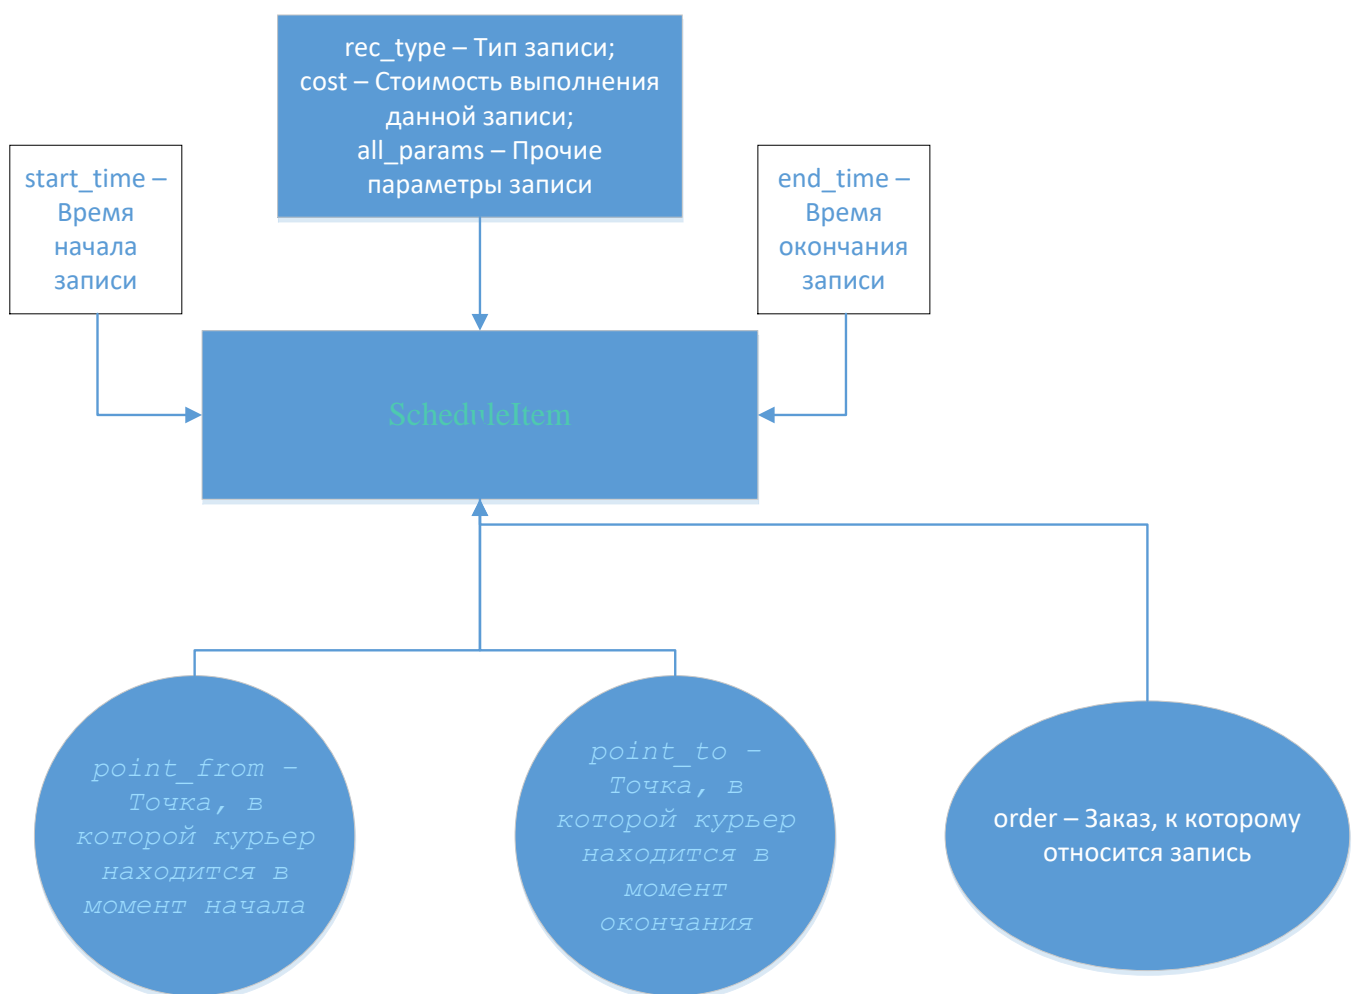 rec_type – Тип записи;
cost – Стоимость выполнения
данной записи;
all_params – Прочие
параметры записи
start_time –
Время
начала
записи
end_time –
Время
окончания
записи
ScheduleItem
point_from –
Точка, в
которой курьер
находится в
момент начала
point_to –
Точка, в
которой курьер
находится в
момент
окончания
order – Заказ, к которому
относится запись